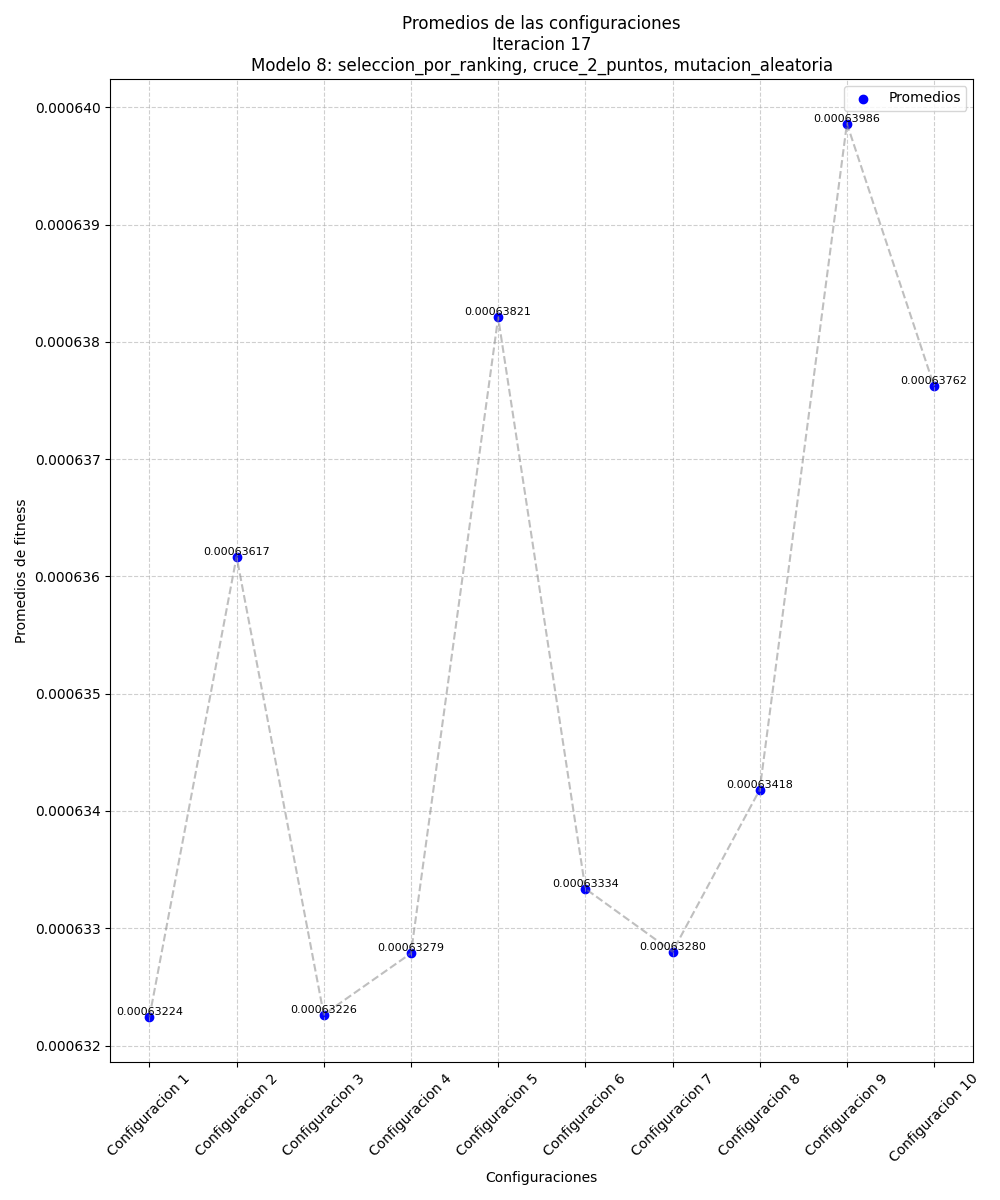 Promedios de las configuraciones
Iteracion 17
Modelo 8: seleccion_por_ranking, cruce_2_puntos, mutacion_aleatoria
Promedios
Promedios de fitness
0.000640
0.000639
0.000638
0.000637
0.000636
0.000635
0.000634
0.000633
0.000632
0.00063224
0.00063617
0.00063226
0.00063279
0.00063821
0.00063334
0.00063280
0.00063418
0.00063986
0.00063762
Configuracion 1
Configuracion 2
Configuracion 3
Configuracion 4
Configuracion 5
Configuracion 6
Configuracion 7
Configuracion 8
Configuracion 9
Configuracion 10
Configuraciones